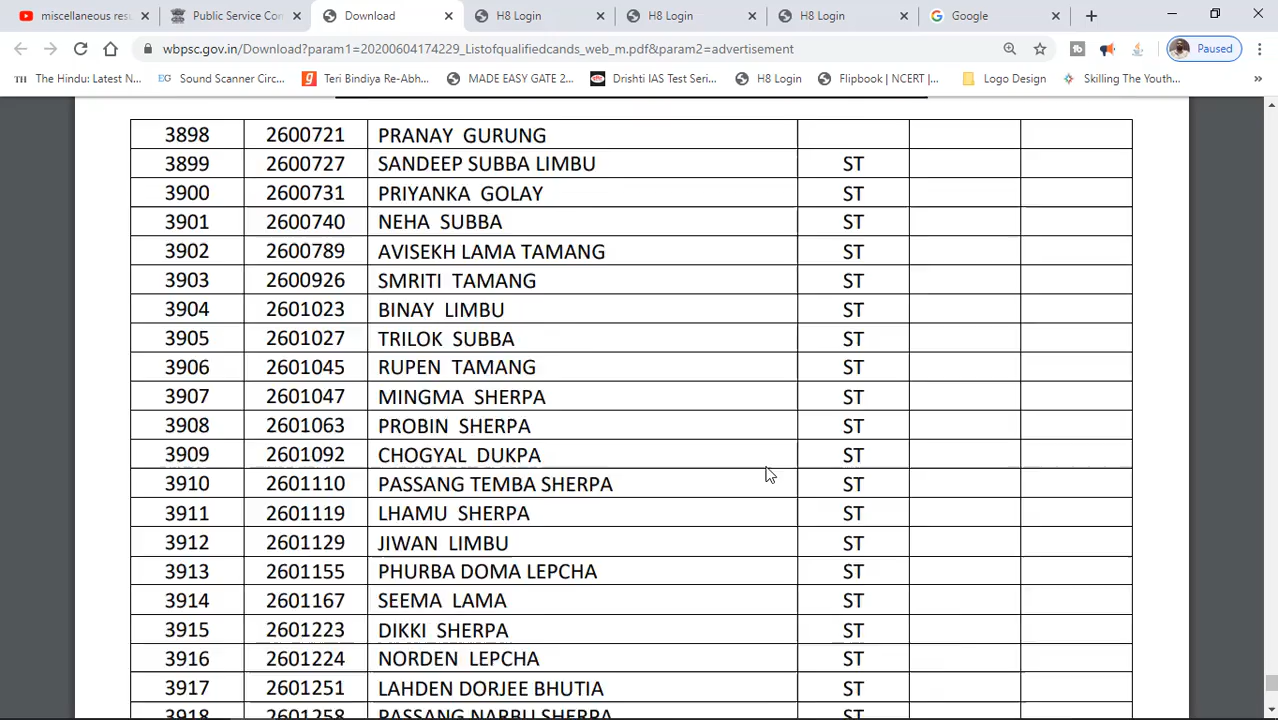 miscellaneous res
Public Service Con
Download
H8 Login
H8 Login
H8 Login
Google
wbpsc.gov.in/Download?param1=20200604174229_Listofqualifiedcands_web_m.pdf&param2=advertisement
Paused
The Hindu: Latest N...
Sound Scanner Circ...
Teri Bindiya Re-Abh...
MADE EASY GATE 2...
Drishti IAS Test Seri...
H8 Login
Flipbook | NCERT |...
Logo Design
Skilling The Youth...
3898 2600721 PRANAY GURUNG
3899 2600727 SANDEEP SUBBA LIMBU ST
3900 2600731 PRIYANKA GOLAY ST
3901 2600740 NEHA SUBBA ST
3902 2600789 AVISEKH LAMA TAMANG ST
3903 2600926 SMRITI TAMANG ST
3904 2601023 BINAY LIMBU ST
3905 2601027 TRILOK SUBBA ST
3906 2601045 RUPEN TAMANG ST
3907 2601047 MINGMA SHERPA ST
3908 2601063 PROBIN SHERPA ST
3909 2601092 CHOGYAL DUKPA ST
3910 2601110 PASSANG TEMBA SHERPA ST
3911 2601119 LHAMU SHERPA ST
3912 2601129 JIWAN LIMBU ST
3913 2601155 PHURBA DOMA LEPCHA ST
3914 2601167 SEEMA LAMA ST
3915 2601223 DIKKI SHERPA ST
3916 2601224 NORDEN LEPCHA ST
3917 2601251 LAHDEN DORJEE BHUTIA ST
3918 2601258 PASSANG NARBU SHERPA ST